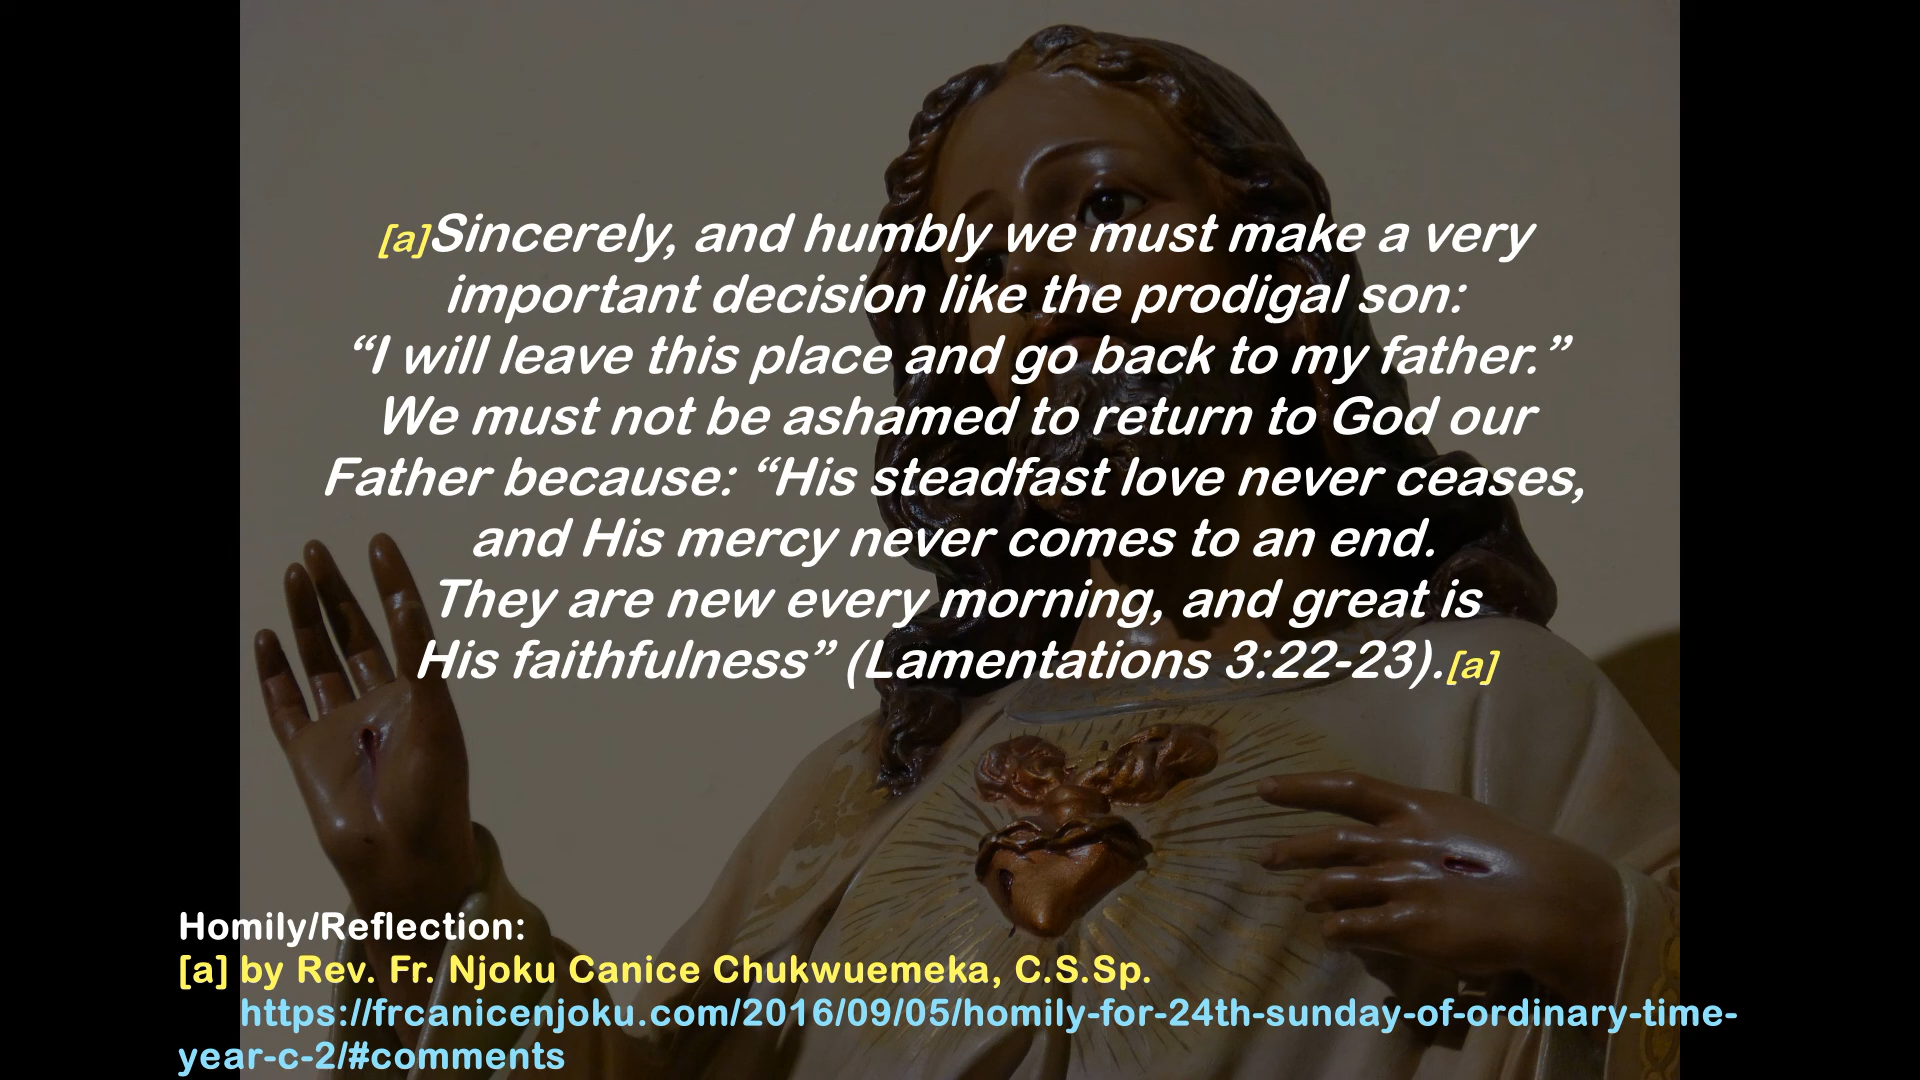 [a]Sincerely, and humbly we must make a very
important decision like the prodigal son:
“I will leave this place and go back to my father.”
We must not be ashamed to return to God our
Father because: “His steadfast love never ceases,
and His mercy never comes to an end.
They are new every morning, and great is
His faithfulness” (Lamentations 3:22-23).[a]
Homily/Reflection:
[a] by Rev. Fr. Njoku Canice Chukwuemeka, C.S.Sp.
https://frcanicenjoku.com/2016/09/05/homily-for-24th-sunday-of-ordinary-time-
year-c-2/#comments